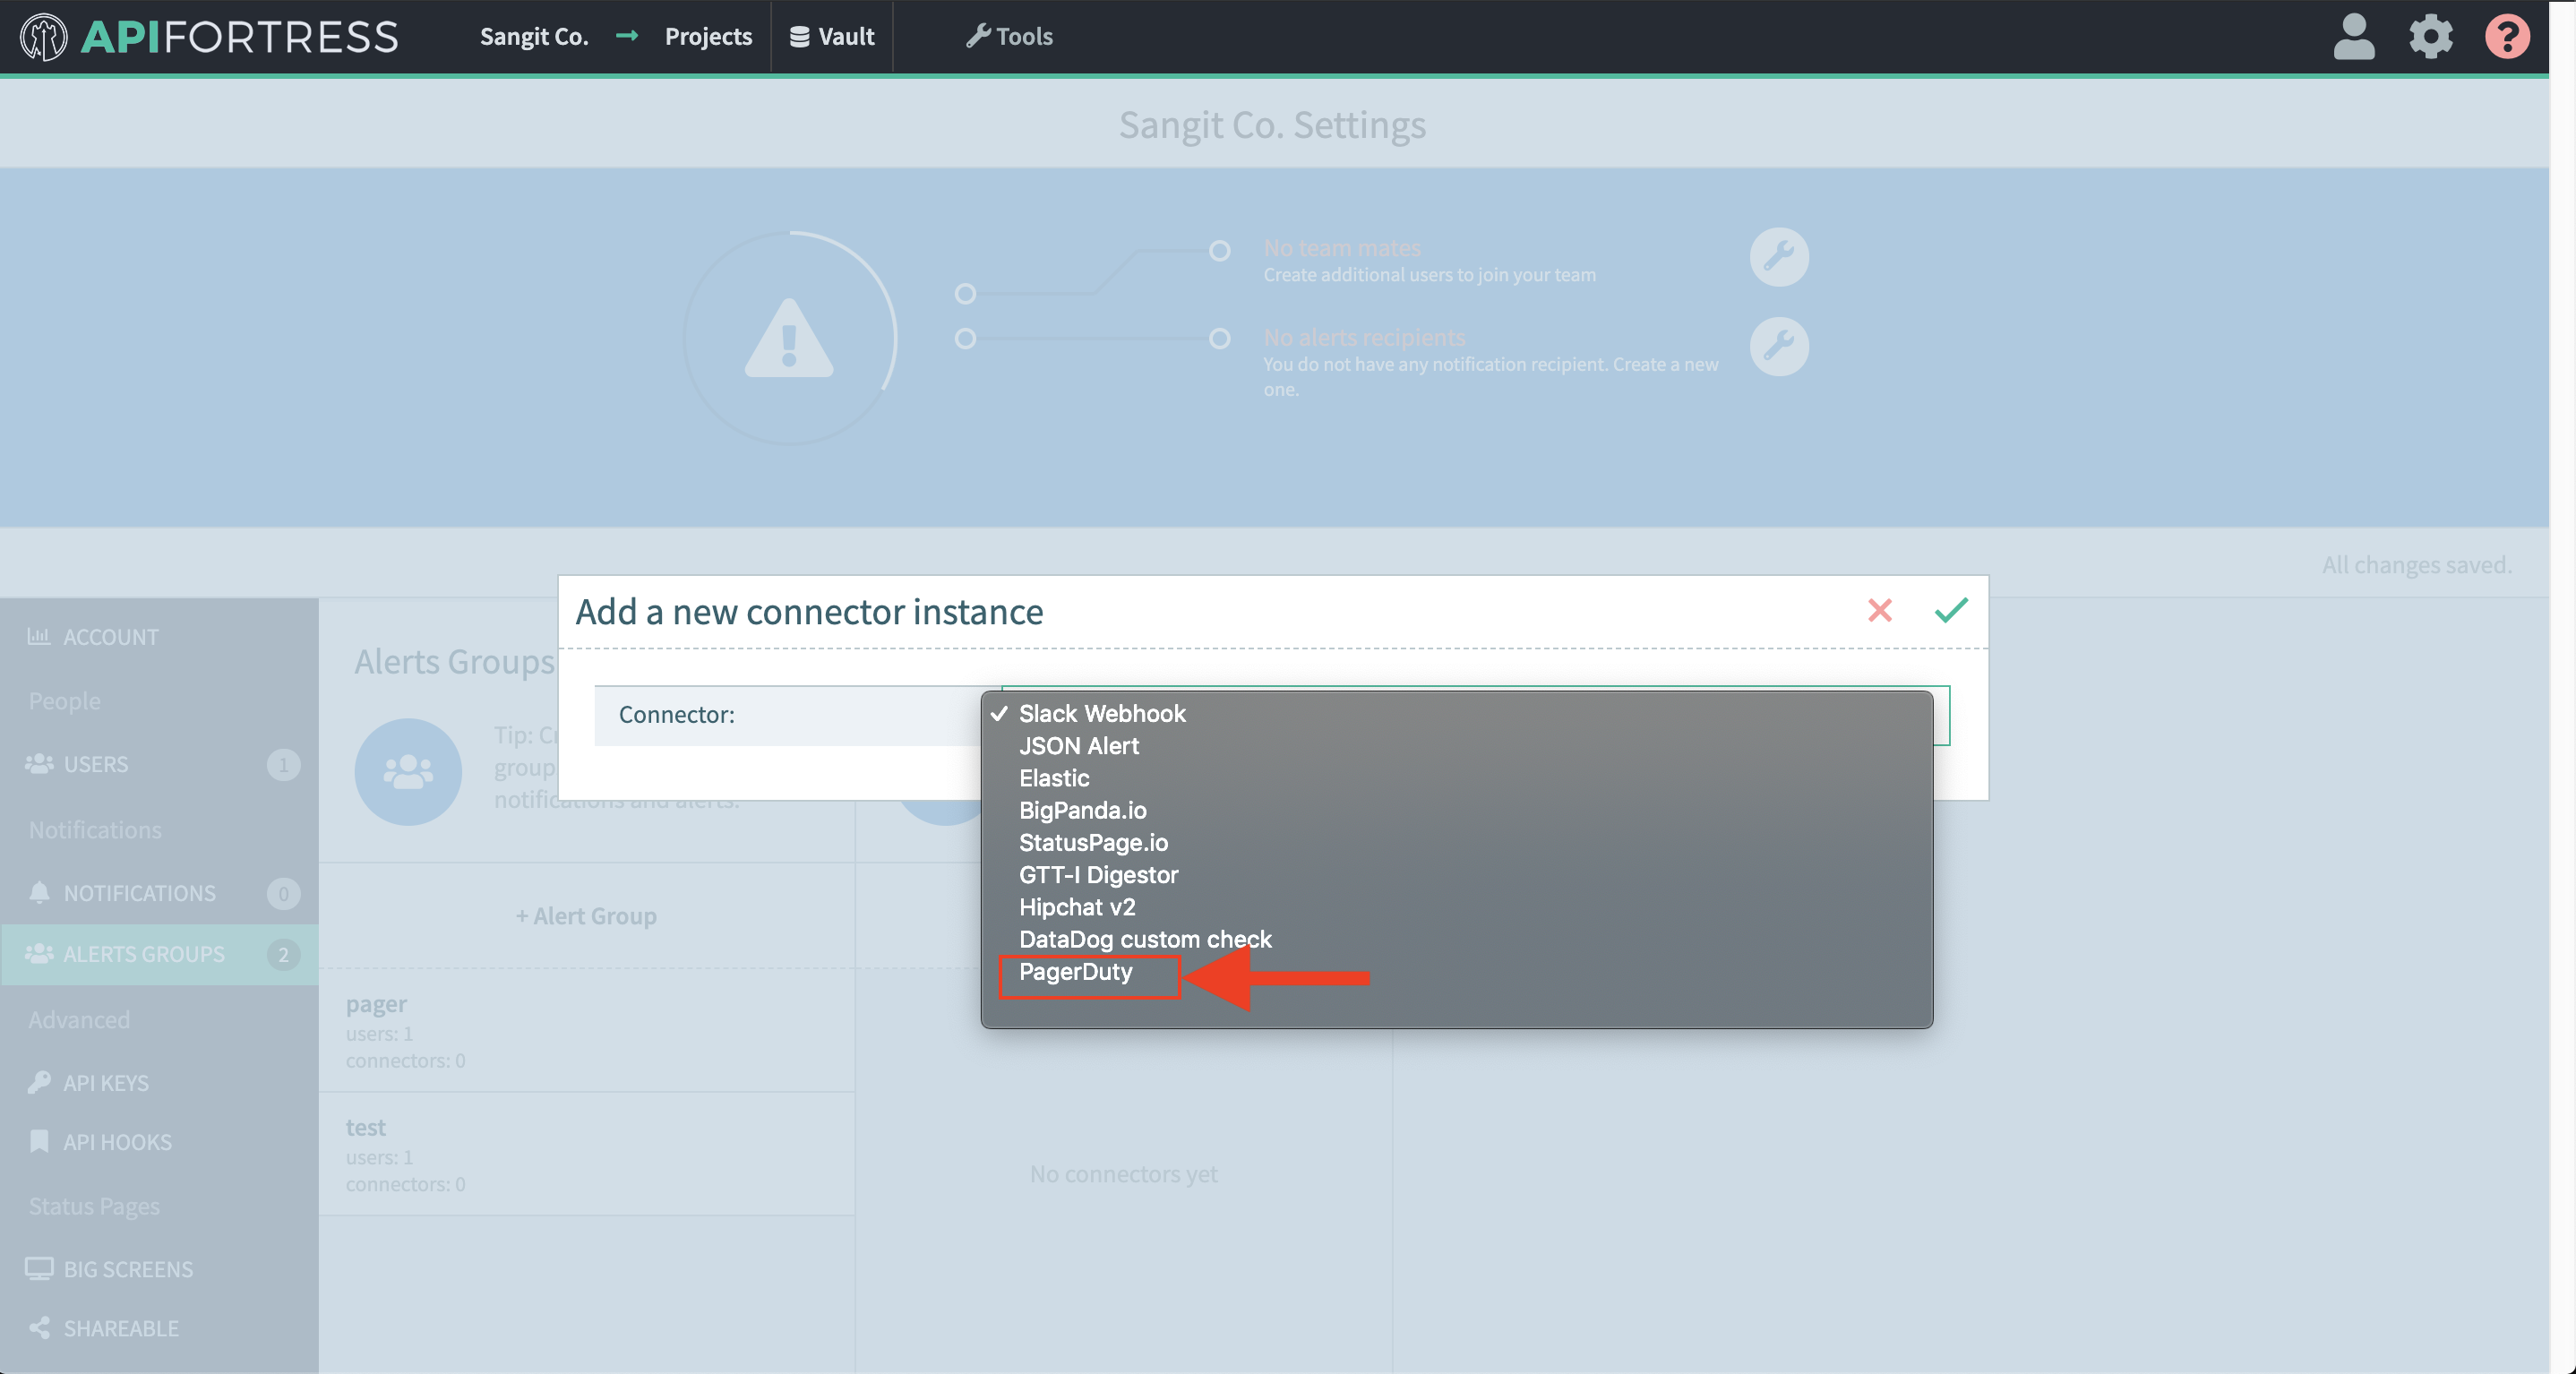 APIFORTRESS
Sangit Co. → Projects
Vault
Tools
?
Sangit Co. Settings
No team mates
Create additional users to join your team
No alerts recipients
You do not have any notification recipient. Create a new
one.
All changes saved.
Add a new connector instance
Connector:
✓ Slack Webhook
JSON Alert
Elastic
BigPanda.io
StatusPage.io
GTT-I Digestor
Hipchat v2
DataDog custom check
PagerDuty
ACCOUNT
People
USERS 1
Notifications
NOTIFICATIONS 0
ALERTS GROUPS 2
Advanced
API KEYS
API HOOKS
Status Pages
BIG SCREENS
SHAREABLE
Alerts Groups
Tip:
group
notifications and alerts.
+ Alert Group
pager
users: 1
connectors: 0
test
users: 1
connectors: 0
No connectors yet